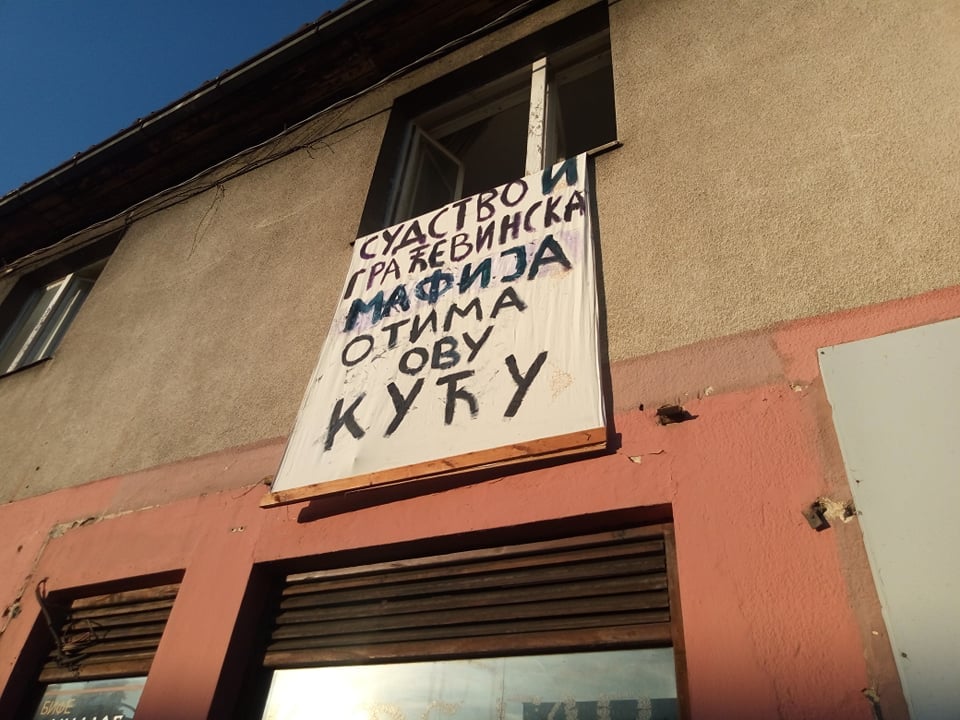 СУДСТВО И
ГРАЂЕВИНСКА
МАФИЈА
ОТИМА
ОВУ
КУЋУ
БИФЕ